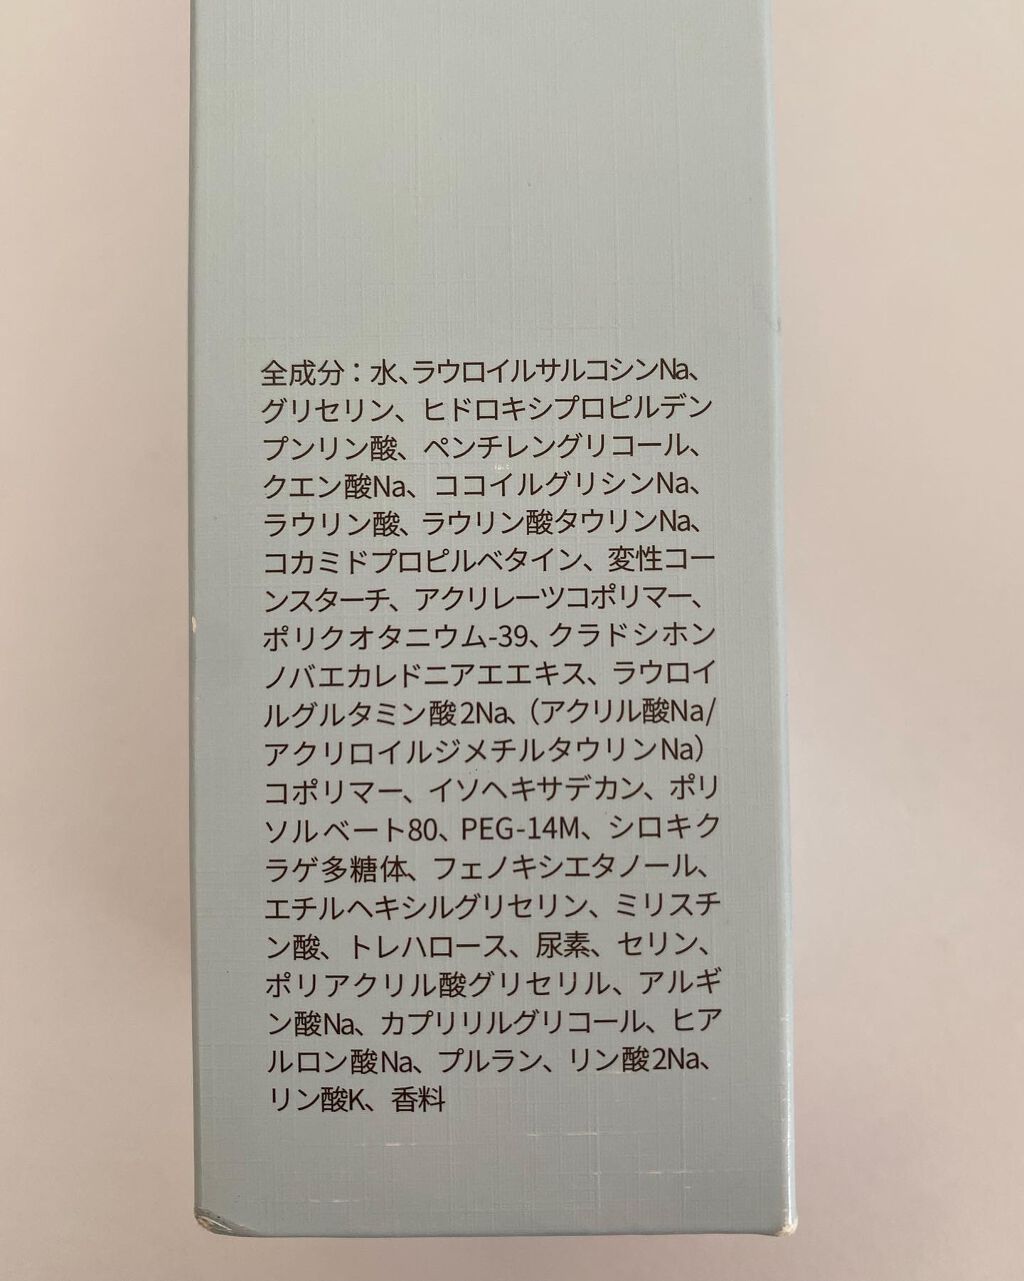 全成分：水、ラウロイルサルコシンNa、
グリセリン、ヒドロキシプロピルデン
プンリン酸、ペンチレングリコール、
クエン酸Na、ココイルグリシンNa、
ラウリン酸、ラウリン酸タウリンNa、
コカミドプロピルベタイン、変性コー
ンスターチ、アクリレーツコポリマー、
ポリクオタニウム-39、クラドシホン
ノバエカレドニアエエキス、ラウロイ
ルグルタミン酸2Na、（アクリル酸Na/
アクリロイルジメチルタウリンNa）
コポリマー、イソヘキサデカン、ポリ
ソルベート80、PEG-14M、シロキク
ラゲ多糖体、フェノキシエタノール、
エチルヘキシルグリセリン、ミリスチ
ン酸、トレハロース、尿素、セリン、
ポリアクリル酸グリセリル、アルギ
ン酸Na、カプリリルグリコール、ヒア
ルロン酸Na、プルラン、リン酸2Na、
リン酸K、香料